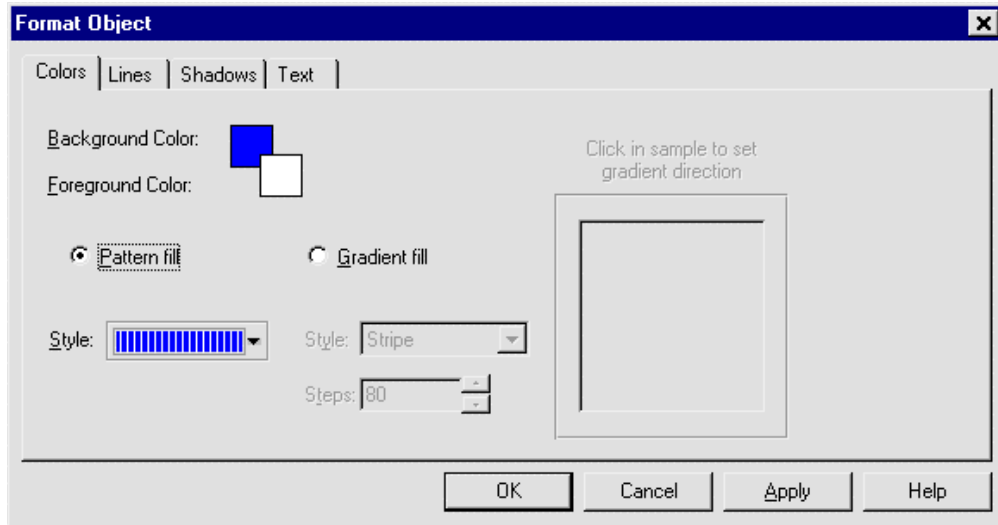 Format Object
Colors Lines Shadows Text
Background Color:
Foreground Color:
Click in sample to set
gradient direction
Pattern fill Gradient fill
Style: Style: Stripe
Steps: 80
OK Cancel Apply Help